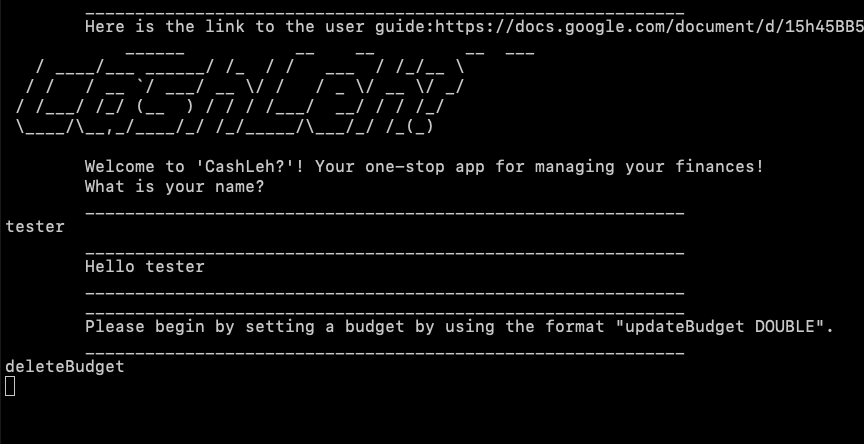 ____________________________________________________________
Here is the link to the user guide:https://docs.google.com/document/d/15h45BB5
CashLeh?
Welcome to 'CashLeh?'! Your one-stop app for managing your finances!
What is your name?
____________________________________________________________
tester
____________________________________________________________
Hello tester
____________________________________________________________
____________________________________________________________
Please begin by setting a budget by using the format "updateBudget DOUBLE".
____________________________________________________________
deleteBudget